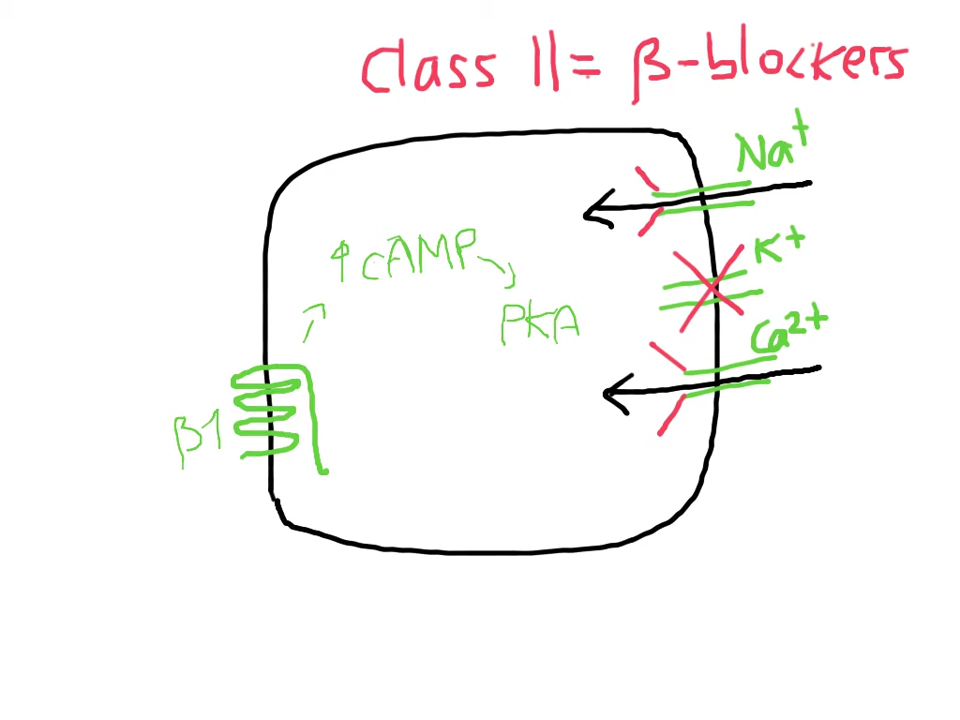 Class II = β-blockers
Na+
K+
↑cAMP
PKA
Ca2+
β1